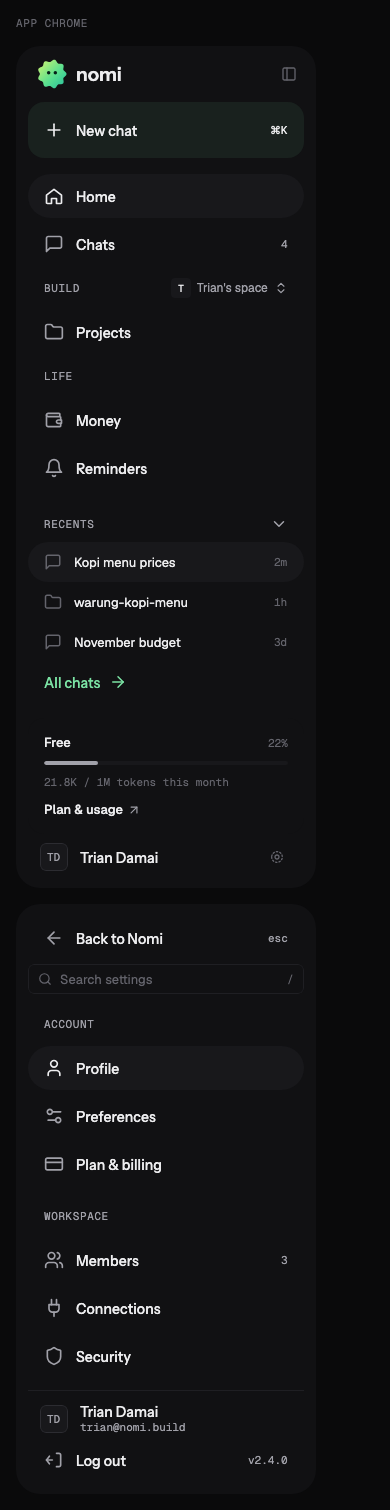 APP CHROME
nomi
New chat ⌘K
Home
Chats 4
BUILD T Trian's space
Projects
LIFE
Money
Reminders
RECENTS
Kopi menu prices 2m
warung-kopi-menu 1h
November budget 3d
All chats →
Free 22%
21.8K / 1M tokens this month
Plan & usage ↗
TD Trian Damai
← Back to Nomi esc
Search settings /
ACCOUNT
Profile
Preferences
Plan & billing
WORKSPACE
Members 3
Connections
Security
TD Trian Damai
trian@nomi.build
Log out v2.4.0